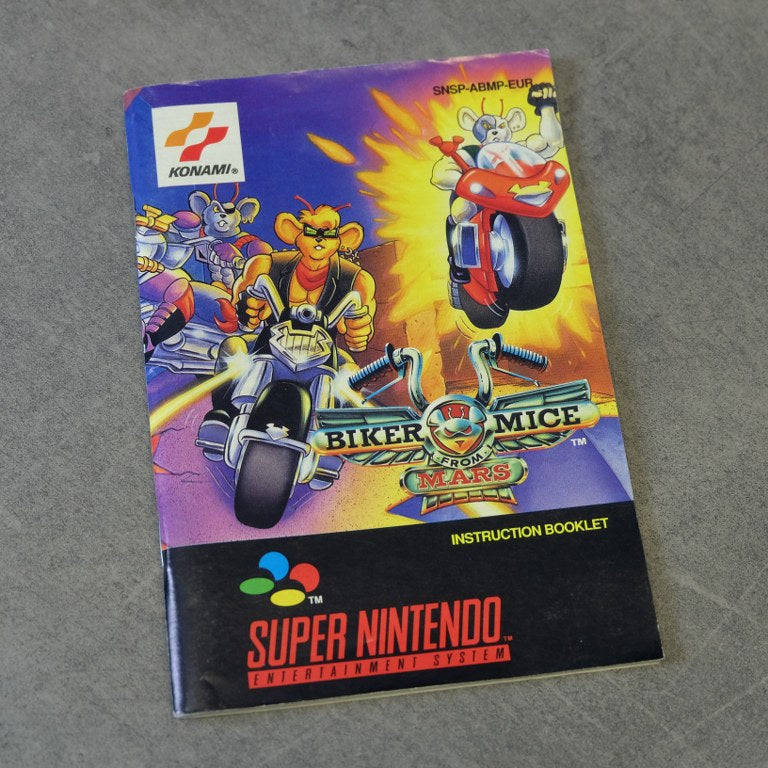 SNSP-ABMP-EUR
KONAMI®
BIKER MICE
FROM
MARS
TM
INSTRUCTION BOOKLET
TM
SUPER NINTENDO
TM
ENTERTAINMENT SYSTEM